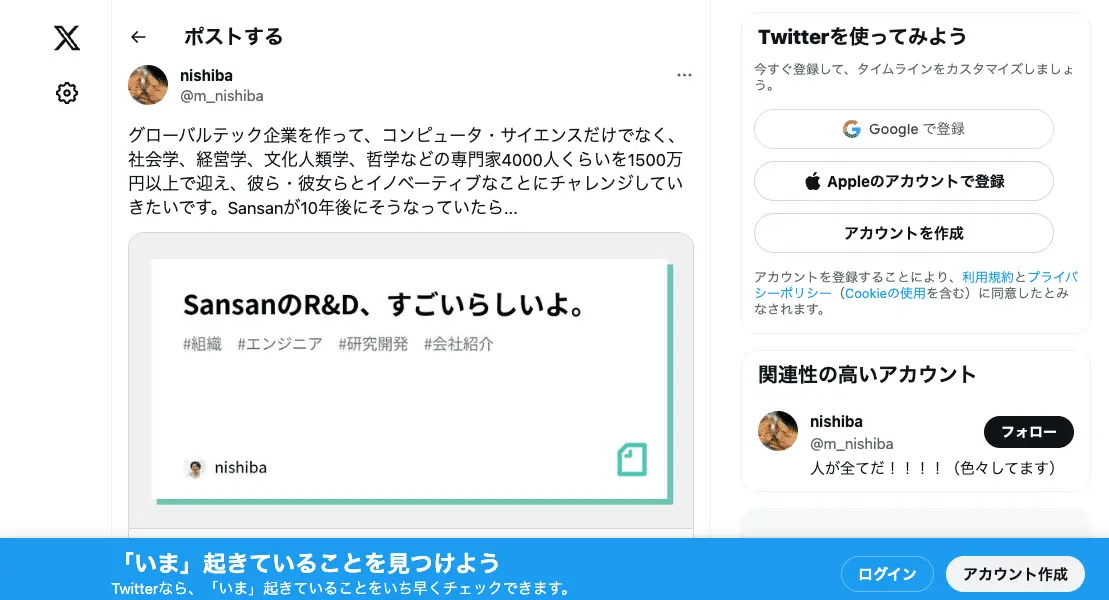 ポストする
nishiba
@m_nishiba
グローバルテック企業を作って、コンピュータ・サイエンスだけでなく、
社会学、経営学、文化人類学、哲学などの専門家4000人くらいを1500万
円以上で迎え、彼ら・彼女らとイノベーティブなことにチャレンジしてい
きたいです。Sansanが10年後にそうなっていたら...
SansanのR&D、すごいらしいよ。
#組織 #エンジニア #研究開発 #会社紹介
nishiba
Twitterを使ってみよう
今すぐ登録して、タイムラインをカスタマイズしましょ
う。
Google で登録
Appleのアカウントで登録
アカウントを作成
アカウントを登録することにより、利用規約とプライバ
シーポリシー（Cookieの使用を含む）に同意したとみ
なされます。
関連性の高いアカウント
nishiba
@m_nishiba
フォロー
人が全てだ！！！！（色々してます）
「いま」起きていることを見つけよう
Twitterなら、「いま」起きていることをいち早くチェックできます。
ログイン
アカウント作成